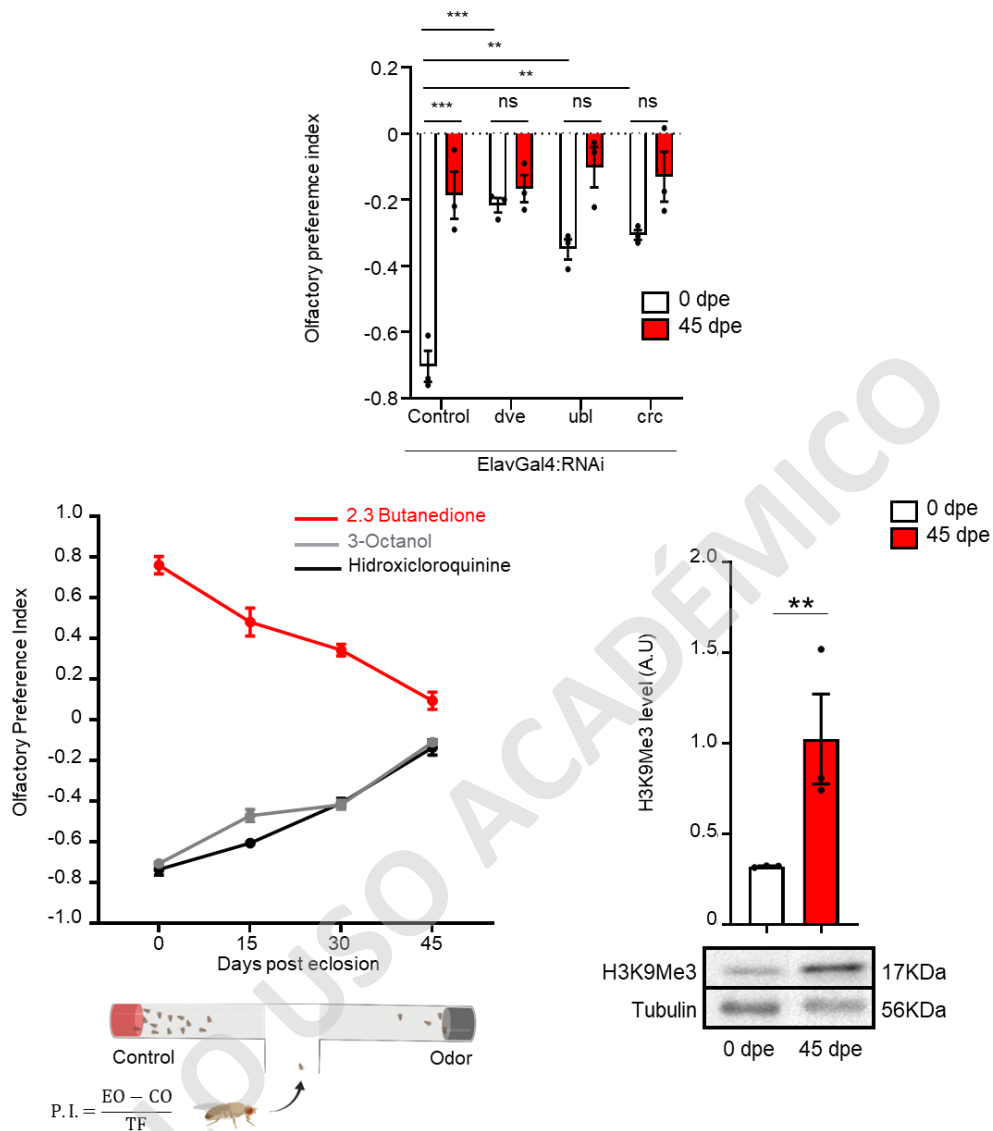 ***
**
**
*** ns ns ns
0.2
0
-0.2
-0.4
-0.6
-0.8
Olfactory preferemce index
0 dpe
45 dpe
Control dve ubl crc
ElavGal4:RNAi
1.0
0.8
0.6
0.4
0.2
0
-0.2
-0.4
-0.6
-0.8
-1.0
Olfactory Preference Index
2.3 Butanedione
3-Octanol
Hidroxicloroquinine
0 15 30 45
Days post eclosion
Control Odor
P.I. = EO – CO
TF
0 dpe
45 dpe
2.0
1.5
1.0
0.5
0
H3K9Me3 level (A.U)
**
H3K9Me3 17KDa
Tubulin 56KDa
0 dpe 45 dpe
LO USO ACADÉMICO